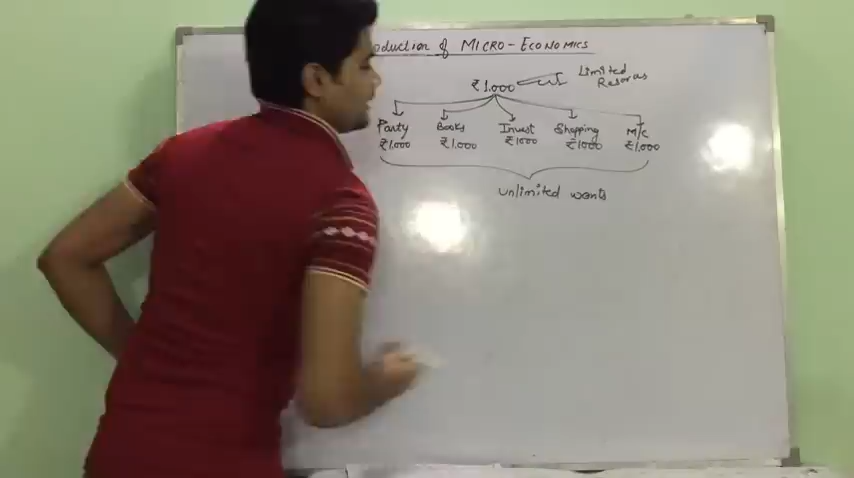 oduction of MICRO-ECONOMICS
₹1,000
Limited
Resoras
Party Books Invest Shopping M/C
₹1,000 ₹1,000 ₹1000 ₹1000 ₹1,000
unlimited wants